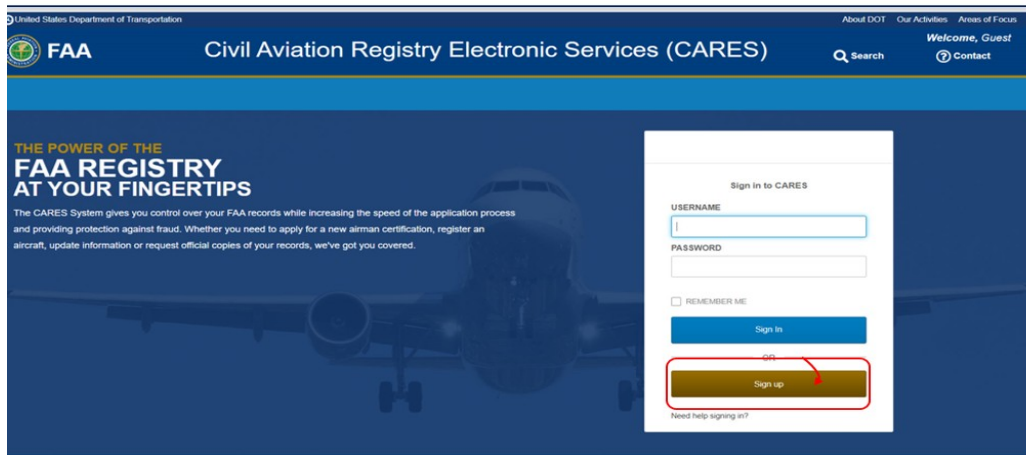 United States Department of Transportation
About DOT Our Activities Areas of Focus
FAA
Civil Aviation Registry Electronic Services (CARES)
Welcome, Guest
Search
Contact
THE POWER OF THE
FAA REGISTRY
AT YOUR FINGERTIPS
The CARES System gives you control over your FAA records while increasing the speed of the application process
and providing protection against fraud. Whether you need to apply for a new airman certification, register an
aircraft, update information or request official copies of your records, we've got you covered.
Sign in to CARES
USERNAME
PASSWORD
REMEMBER ME
Sign In
OR
Sign up
Need help signing in?